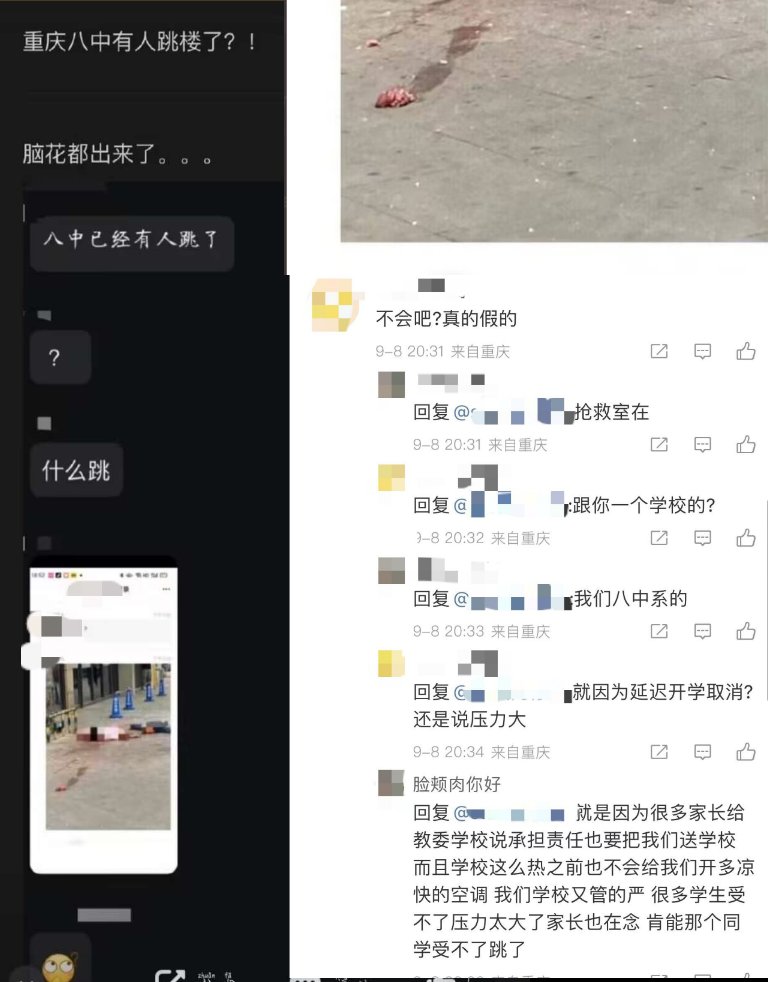 重庆八中有人跳楼了？！
脑花都出来了。。。
八中已经有人跳了
?
什么跳
不会吧?真的假的
9-8 20:31 来自重庆
回复@
抢救室在
9-8 20:31 来自重庆
回复@
:跟你一个学校的?
9-8 20:32 来自重庆
回复@
:我们八中系的
9-8 20:33 来自重庆
回复@
就因为延迟开学取消?
还是说压力大
9-8 20:34 来自重庆
脸颊肉你好
回复@
就是因为很多家长给
教委学校说承担责任也要把我们送学校
而且学校这么热之前也不会给我们开多凉
快的空调 我们学校又管的严 很多学生受
不了压力太大了家长也在念 肯能那个同
学受不了跳了